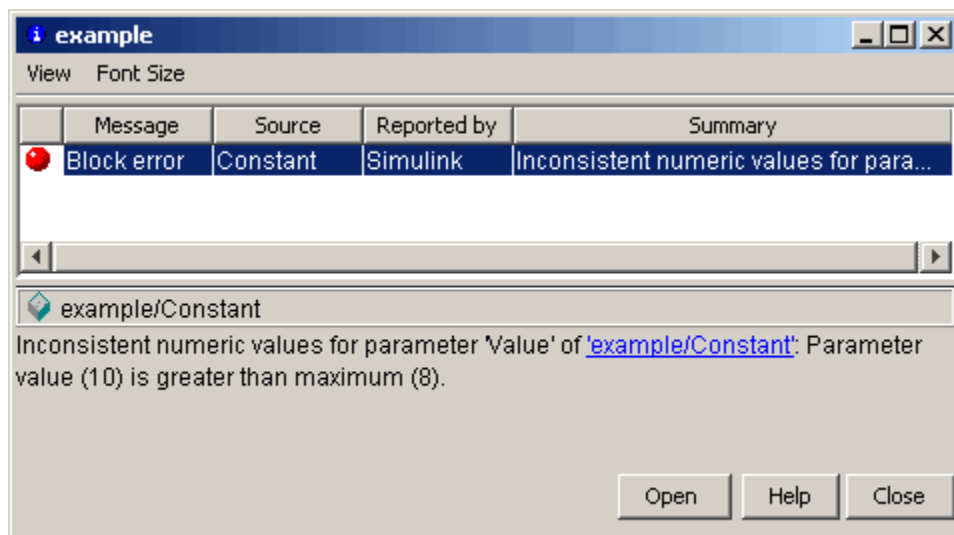 example
View Font Size
Message Source Reported by Summary
Block error Constant Simulink Inconsistent numeric values for para...
example/Constant
Inconsistent numeric values for parameter 'Value' of 'example/Constant': Parameter
value (10) is greater than maximum (8).
Open Help Close